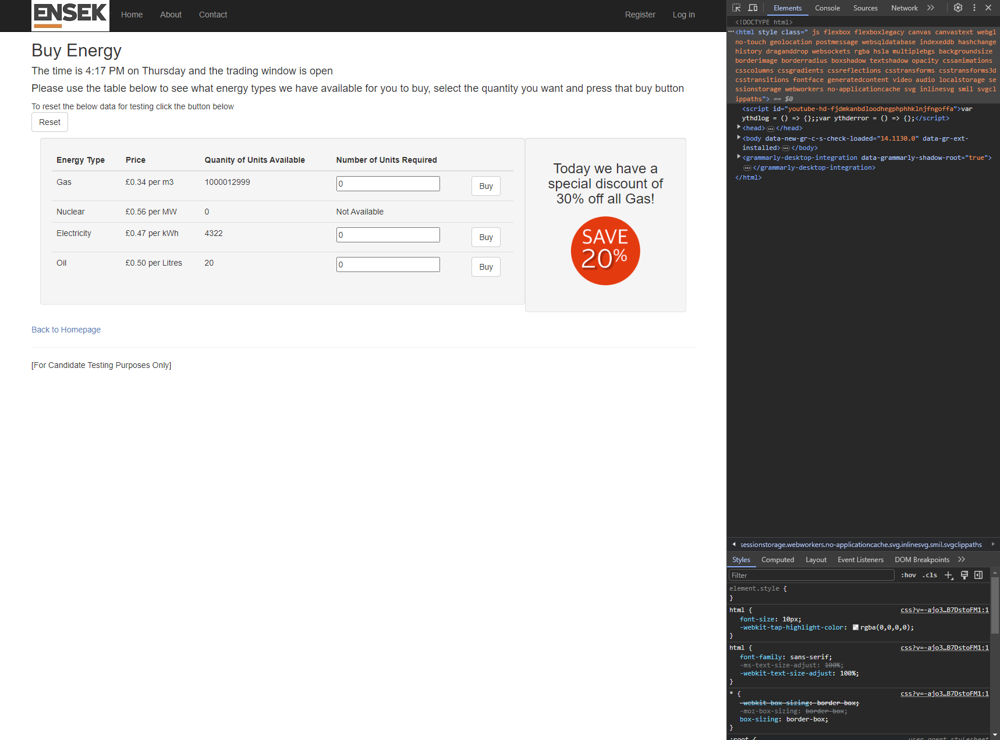 ENSEK
Home About Contact Register Log in
Buy Energy
The time is 4:17 PM on Thursday and the trading window is open
Please use the table below to see what energy types we have available for you to buy, select the quantity you want and press that buy button
To reset the below data for testing click the button below
Reset
Energy Type Price Quanity of Units Available Number of Units Required
Gas £0.34 per m3 1000012999 0 Buy
Nuclear £0.56 per MW 0 Not Available
Electricity £0.47 per kWh 4322 0 Buy
Oil £0.50 per Litres 20 0 Buy
Today we have a
special discount of
30% off all Gas!
SAVE
20%
Back to Homepage
[For Candidate Testing Purposes Only]
Elements Console Sources Network
<!DOCTYPE html>
<html style class=" js flexbox flexboxlegacy canvas canvastext webgl
no-touch geolocation postmessage websqldatabase indexeddb hashchange
history draganddrop websockets rgba hsla multiplebgs backgroundsize
borderimage borderradius boxshadow textshadow opacity cssanimations
csscolumns cssgradients cssreflections csstransforms csstransforms3d
csstransitions fontface generatedcontent video audio localstorage se
ssionstorage webworkers no-applicationcache svg inlinesvg smil svgcl
ippaths"> == $0
<script id="youtube-hd-fjdmkanbdloodhegphphhklnjfngoffa">var
ythdlog = () => {};;var ythderror = () => {};</script>
<head> … </head>
<body data-new-gr-c-s-check-loaded="14.1130.0" data-gr-ext-
installed> … </body>
<grammarly-desktop-integration data-grammarly-shadow-root="true">
… </grammarly-desktop-integration>
</html>
sessionstorage.webworkers.no-applicationcache.svg.inlinesvg.smil.svgclippaths
Styles Computed Layout Event Listeners DOM Breakpoints
Filter :hov .cls
element.style {
}
html { css?v=-ajo3…B7DstoFM1:1
font-size: 10px;
-webkit-tap-highlight-color: rgba(0,0,0,0);
}
html { css?v=-ajo3…B7DstoFM1:1
font-family: sans-serif;
-ms-text-size-adjust: 100%;
-webkit-text-size-adjust: 100%;
}
* { css?v=-ajo3…B7DstoFM1:1
-webkit-box-sizing: border-box;
-moz-box-sizing: border-box;
box-sizing: border-box;
}
:root { user agent stylesheet